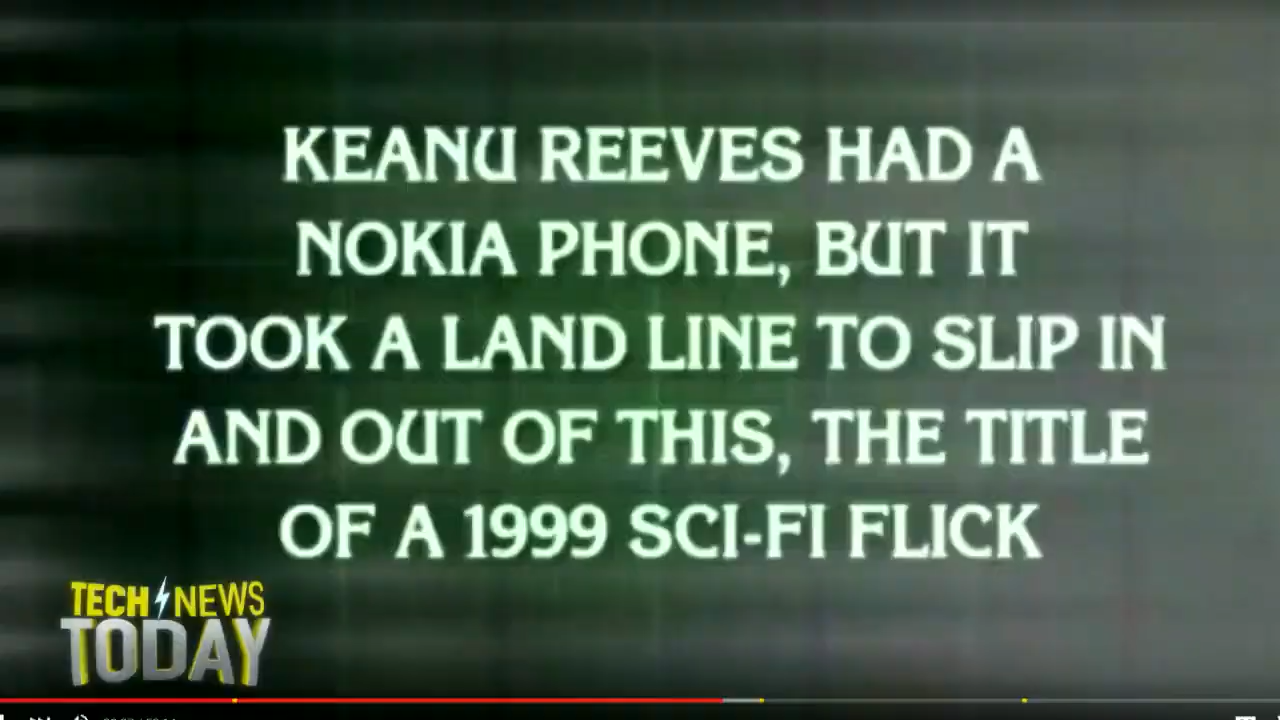 KEANU REEVES HAD A
NOKIA PHONE, BUT IT
TOOK A LAND LINE TO SLIP IN
AND OUT OF THIS, THE TITLE
OF A 1999 SCI-FI FLICK
TECH NEWS
TODAY